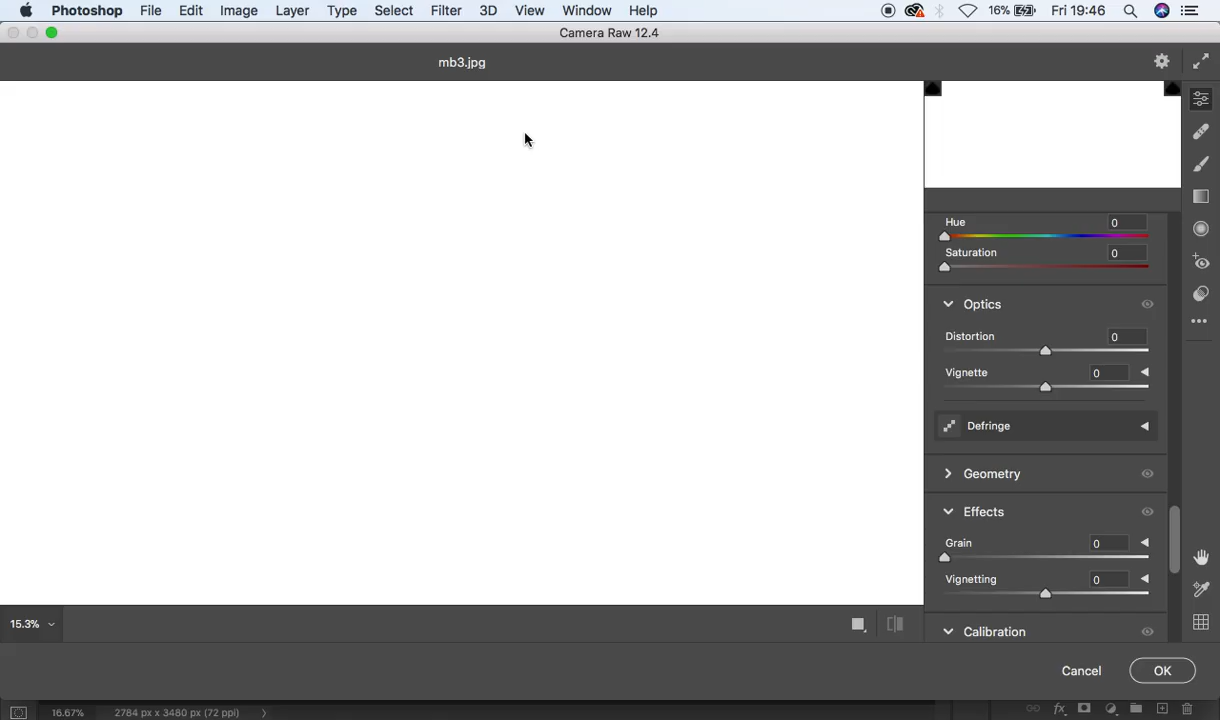 Photoshop File Edit Image Layer Type Select Filter 3D View Window Help 16% Fri 19:46
Camera Raw 12.4
mb3.jpg
Hue 0
Saturation 0
Optics
Distortion 0
Vignette 0
Defringe
Geometry
Effects
Grain 0
Vignetting 0
15.3%
Calibration
Cancel OK
16.67% 2784 px x 3480 px (72 ppi)
fx